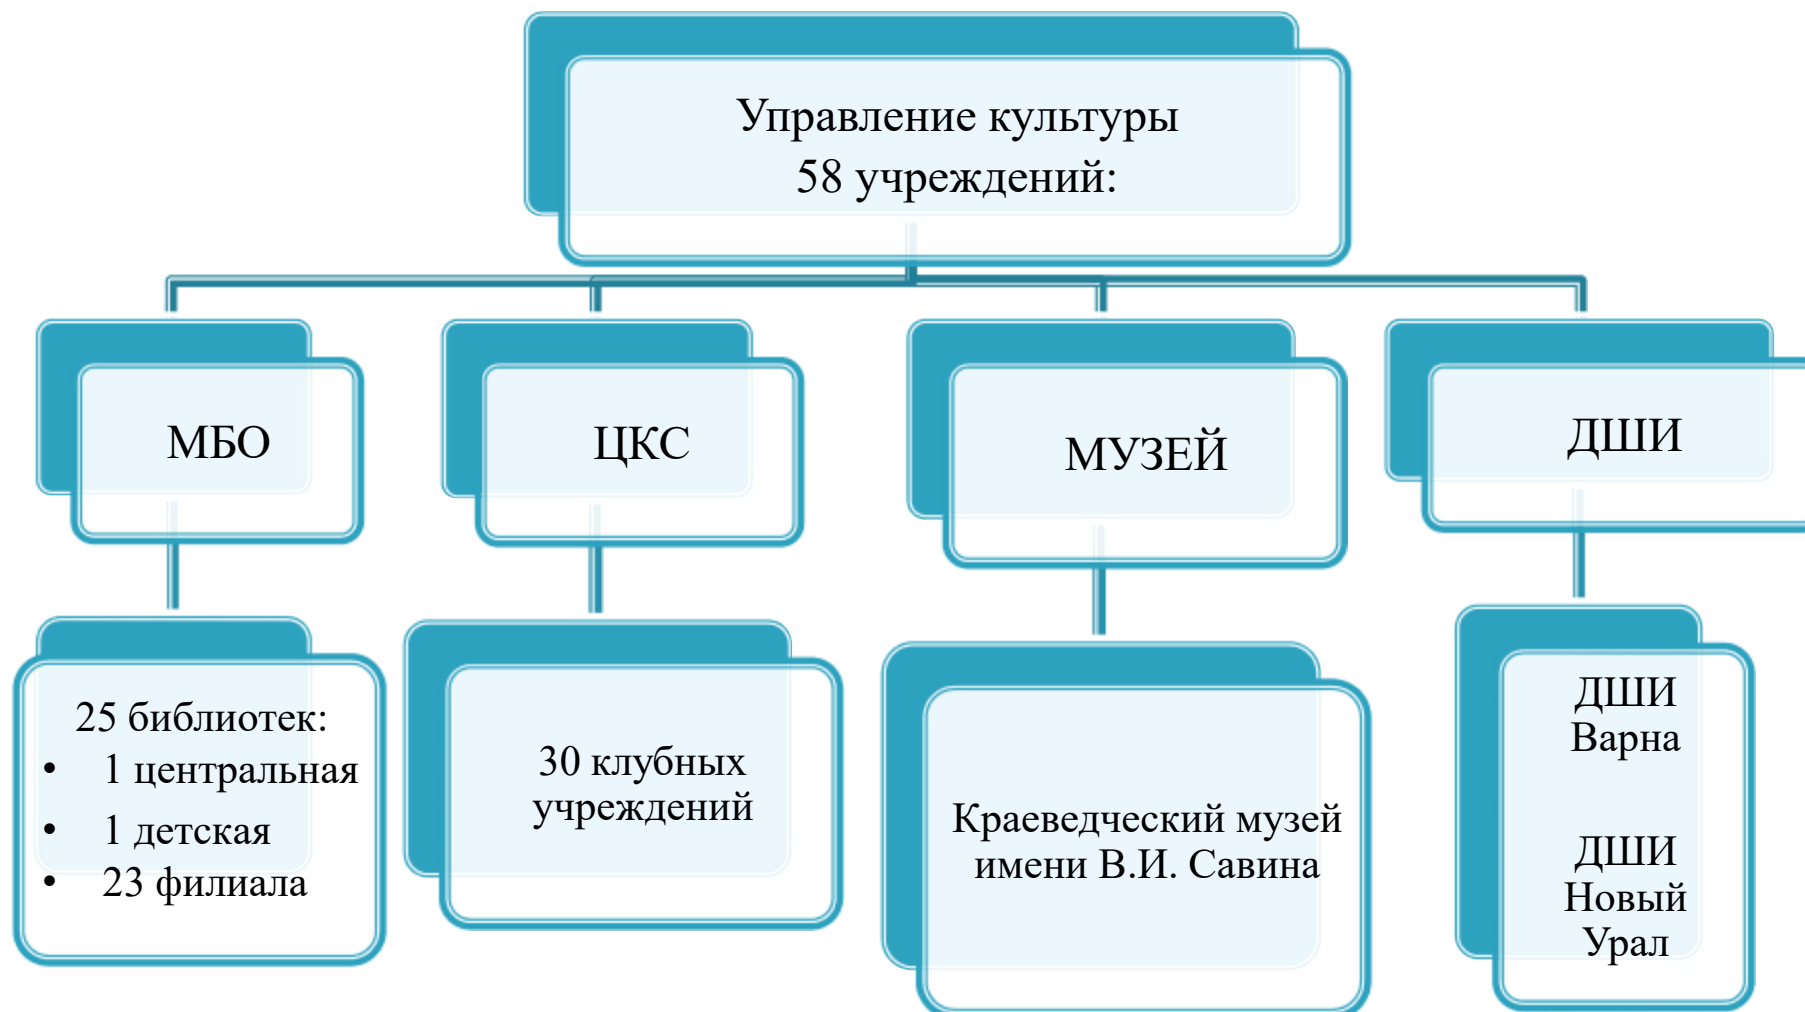 Управление культуры
58 учреждений:
МБО
ЦКС
МУЗЕЙ
ДШИ
25 библиотек:
• 1 центральная
• 1 детская
• 23 филиала
30 клубных
учреждений
Краеведческий музей
имени В.И. Савина
ДШИ
Варна
ДШИ
Новый
Урал